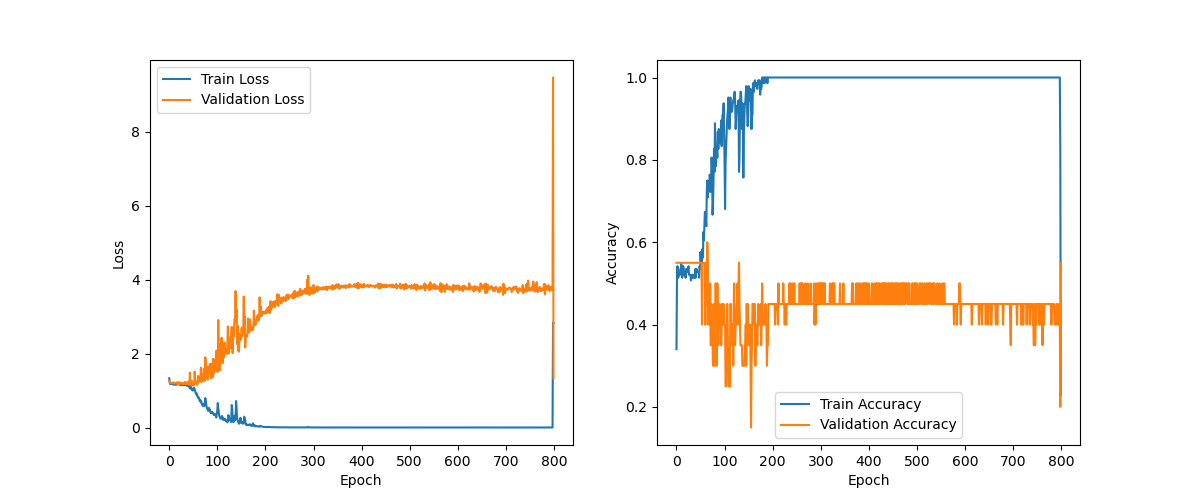 Train Loss
Validation Loss
8
6
4
2
0
Loss
0 100 200 300 400 500 600 700 800
Epoch
1.0
0.8
0.6
0.4
0.2
Accuracy
Train Accuracy
Validation Accuracy
0 100 200 300 400 500 600 700 800
Epoch